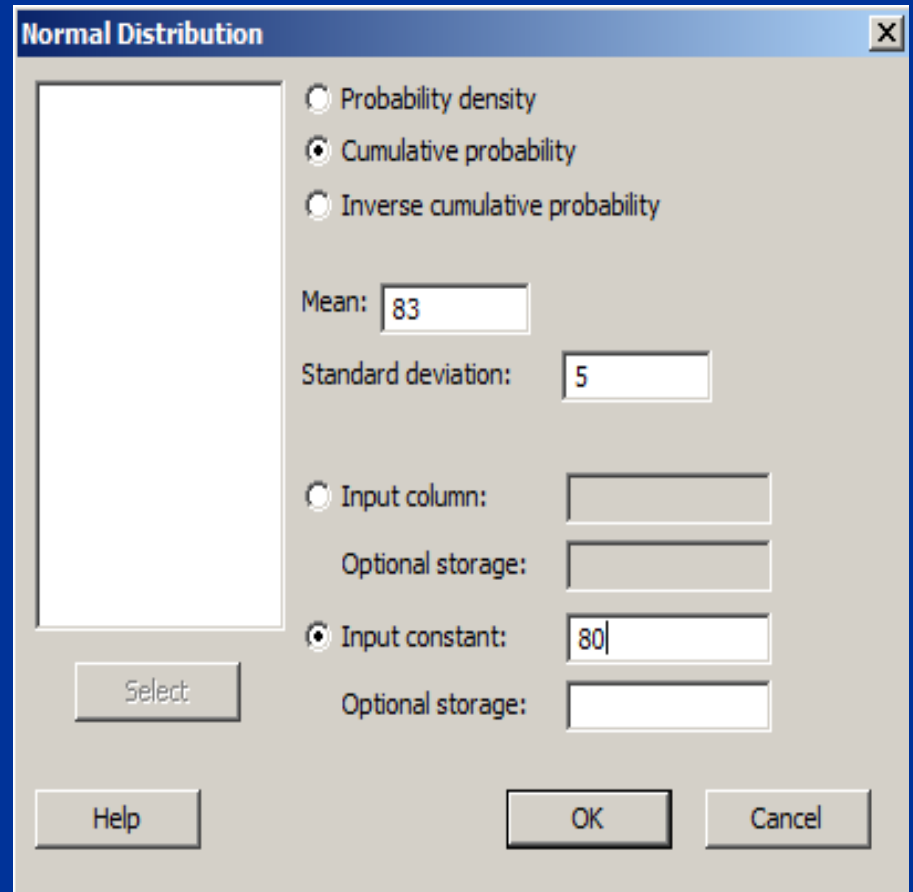 Normal Distribution
Probability density
Cumulative probability
Inverse cumulative probability
Mean: 83
Standard deviation: 5
Input column:
Optional storage:
Input constant: 80
Optional storage:
Select
Help OK Cancel